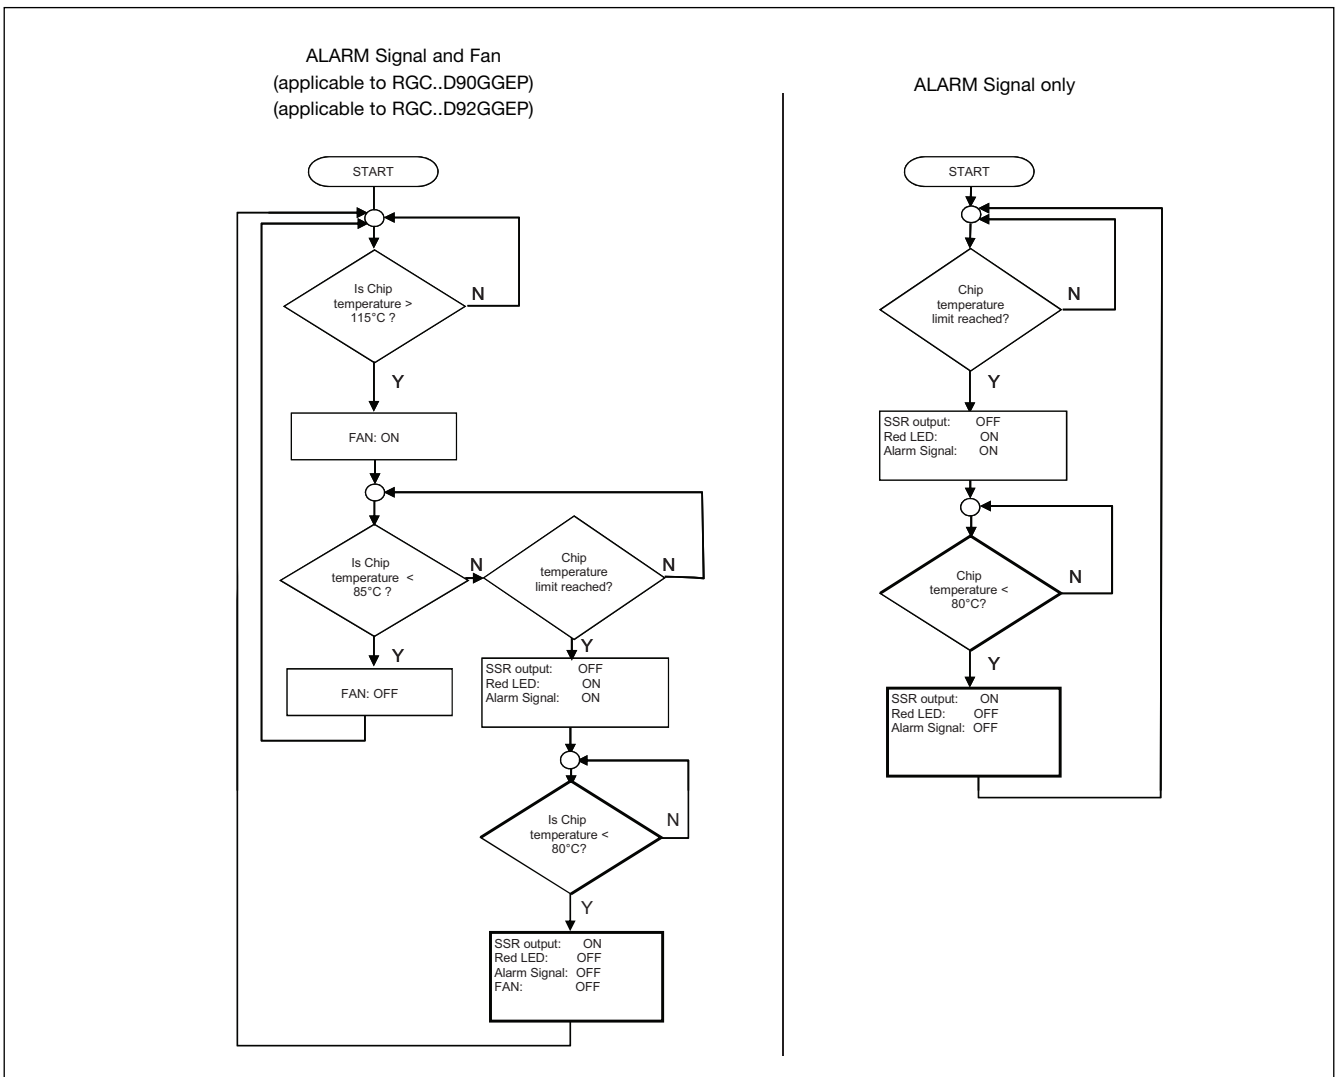 ALARM Signal and Fan
(applicable to RGC..D90GGEP)
(applicable to RGC..D92GGEP)
START
Is Chip
temperature >
115°C ?
N
Y
FAN: ON
Is Chip
temperature <
85°C ?
N
Y
FAN: OFF
Chip
temperature
limit reached?
N
Y
SSR output: OFF
Red LED: ON
Alarm Signal: ON
Is Chip
temperature <
80°C?
N
Y
SSR output: ON
Red LED: OFF
Alarm Signal: OFF
FAN: OFF
ALARM Signal only
START
Chip
temperature
limit reached?
N
Y
SSR output: OFF
Red LED: ON
Alarm Signal: ON
Chip
temperature <
80°C?
N
Y
SSR output: ON
Red LED: OFF
Alarm Signal: OFF